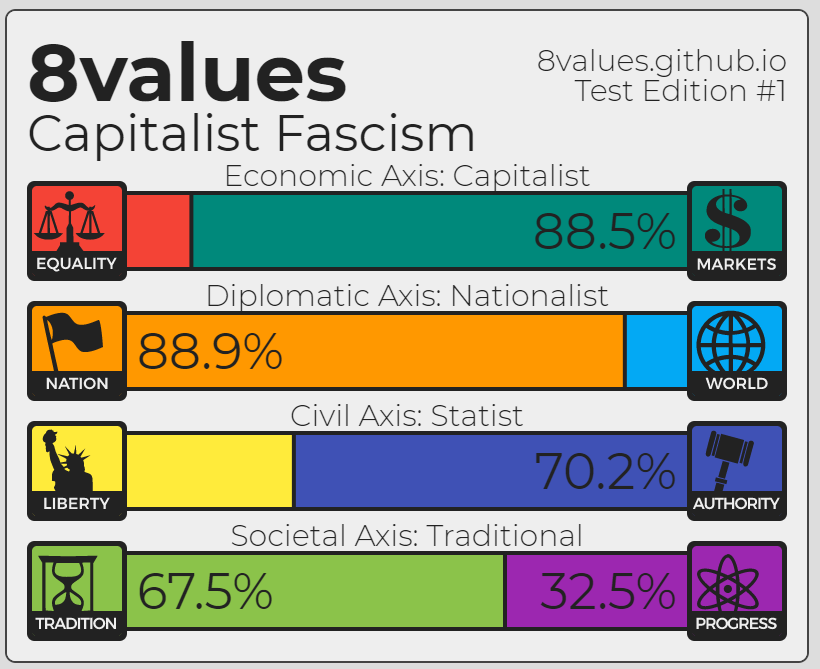 8values
8values.github.io
Test Edition #1
Capitalist Fascism
Economic Axis: Capitalist
EQUALITY
88.5%
MARKETS
Diplomatic Axis: Nationalist
NATION
88.9%
WORLD
Civil Axis: Statist
LIBERTY
70.2%
AUTHORITY
Societal Axis: Traditional
TRADITION
67.5%
32.5%
PROGRESS